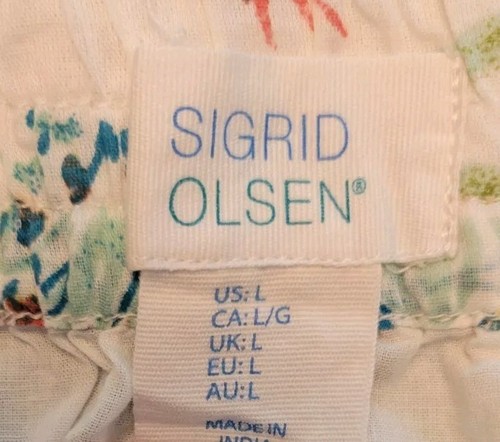 SIGRID
OLSEN®
US: L
CA: L/G
UK: L
EU: L
AU: L
MADE IN
INDIA